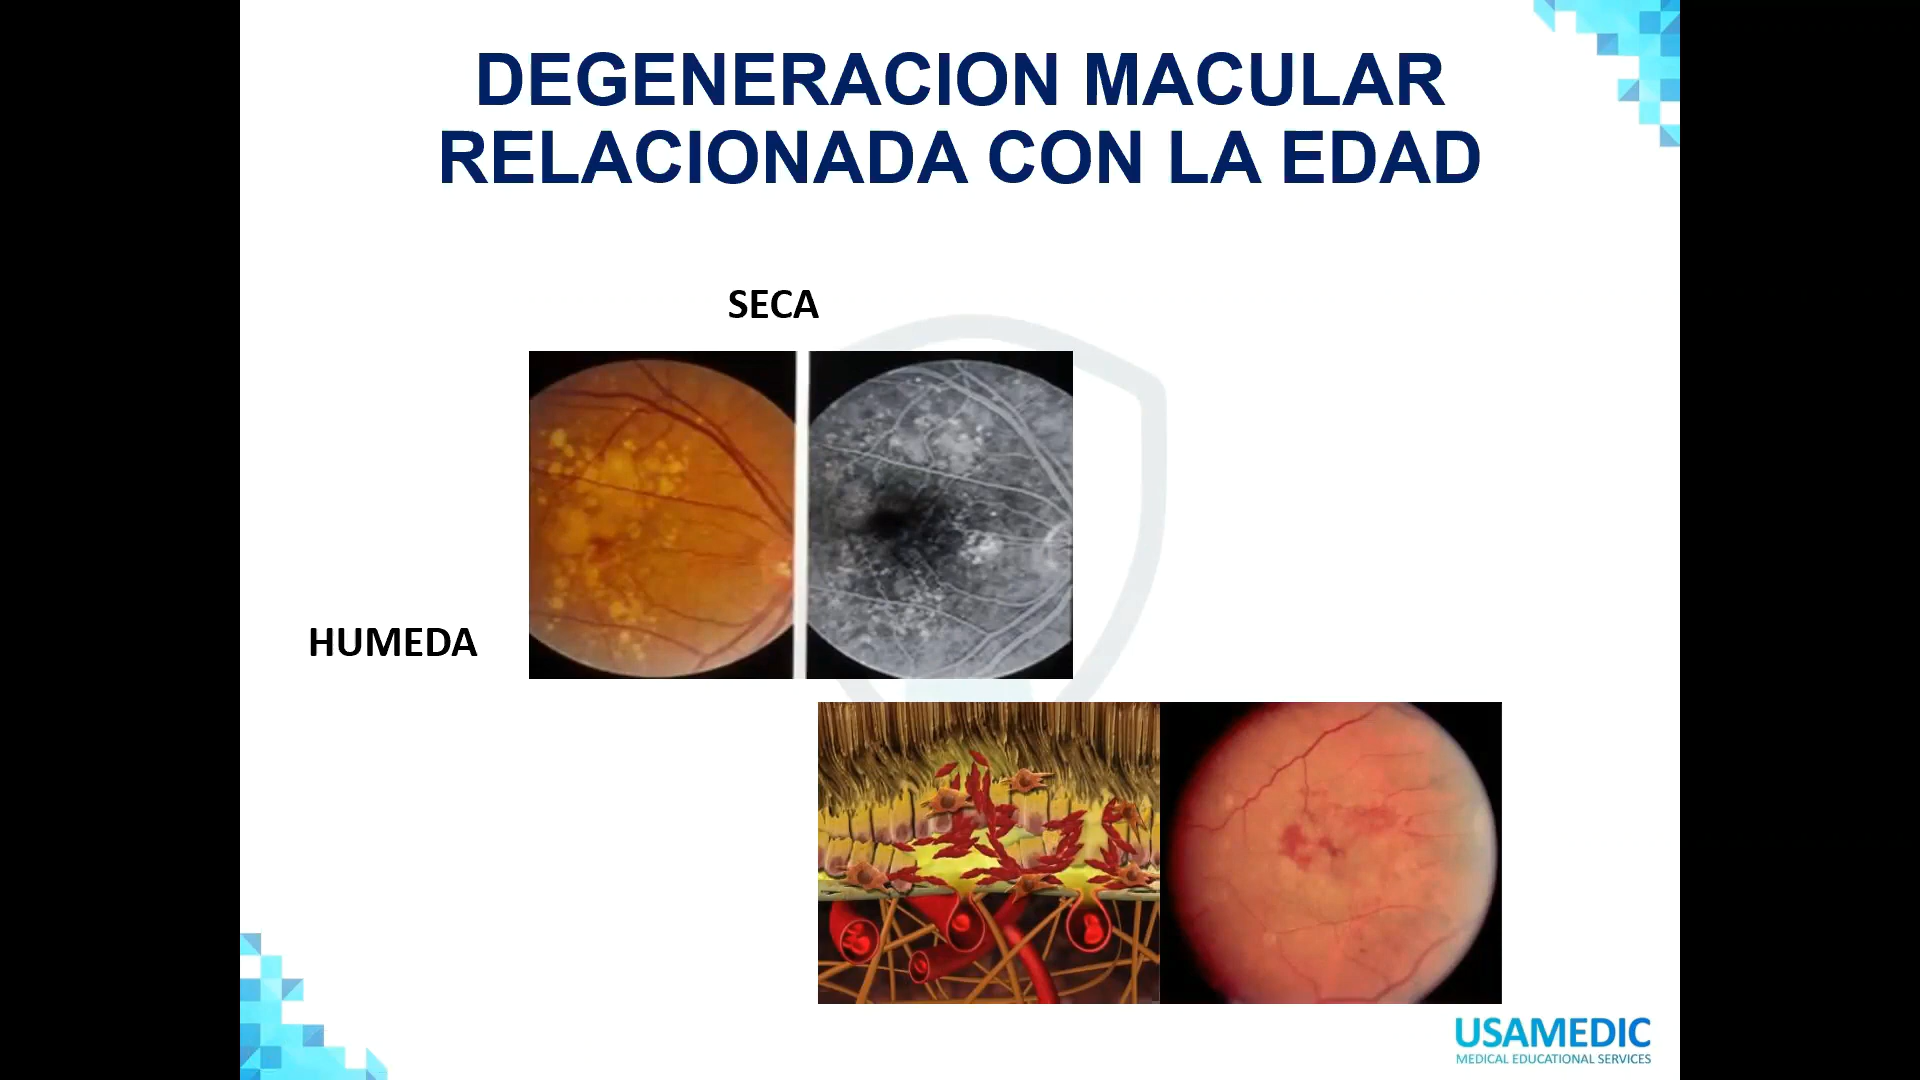 DEGENERACION MACULAR
RELACIONADA CON LA EDAD
SECA
HUMEDA
USAMEDIC
MEDICAL EDUCATIONAL SERVICES